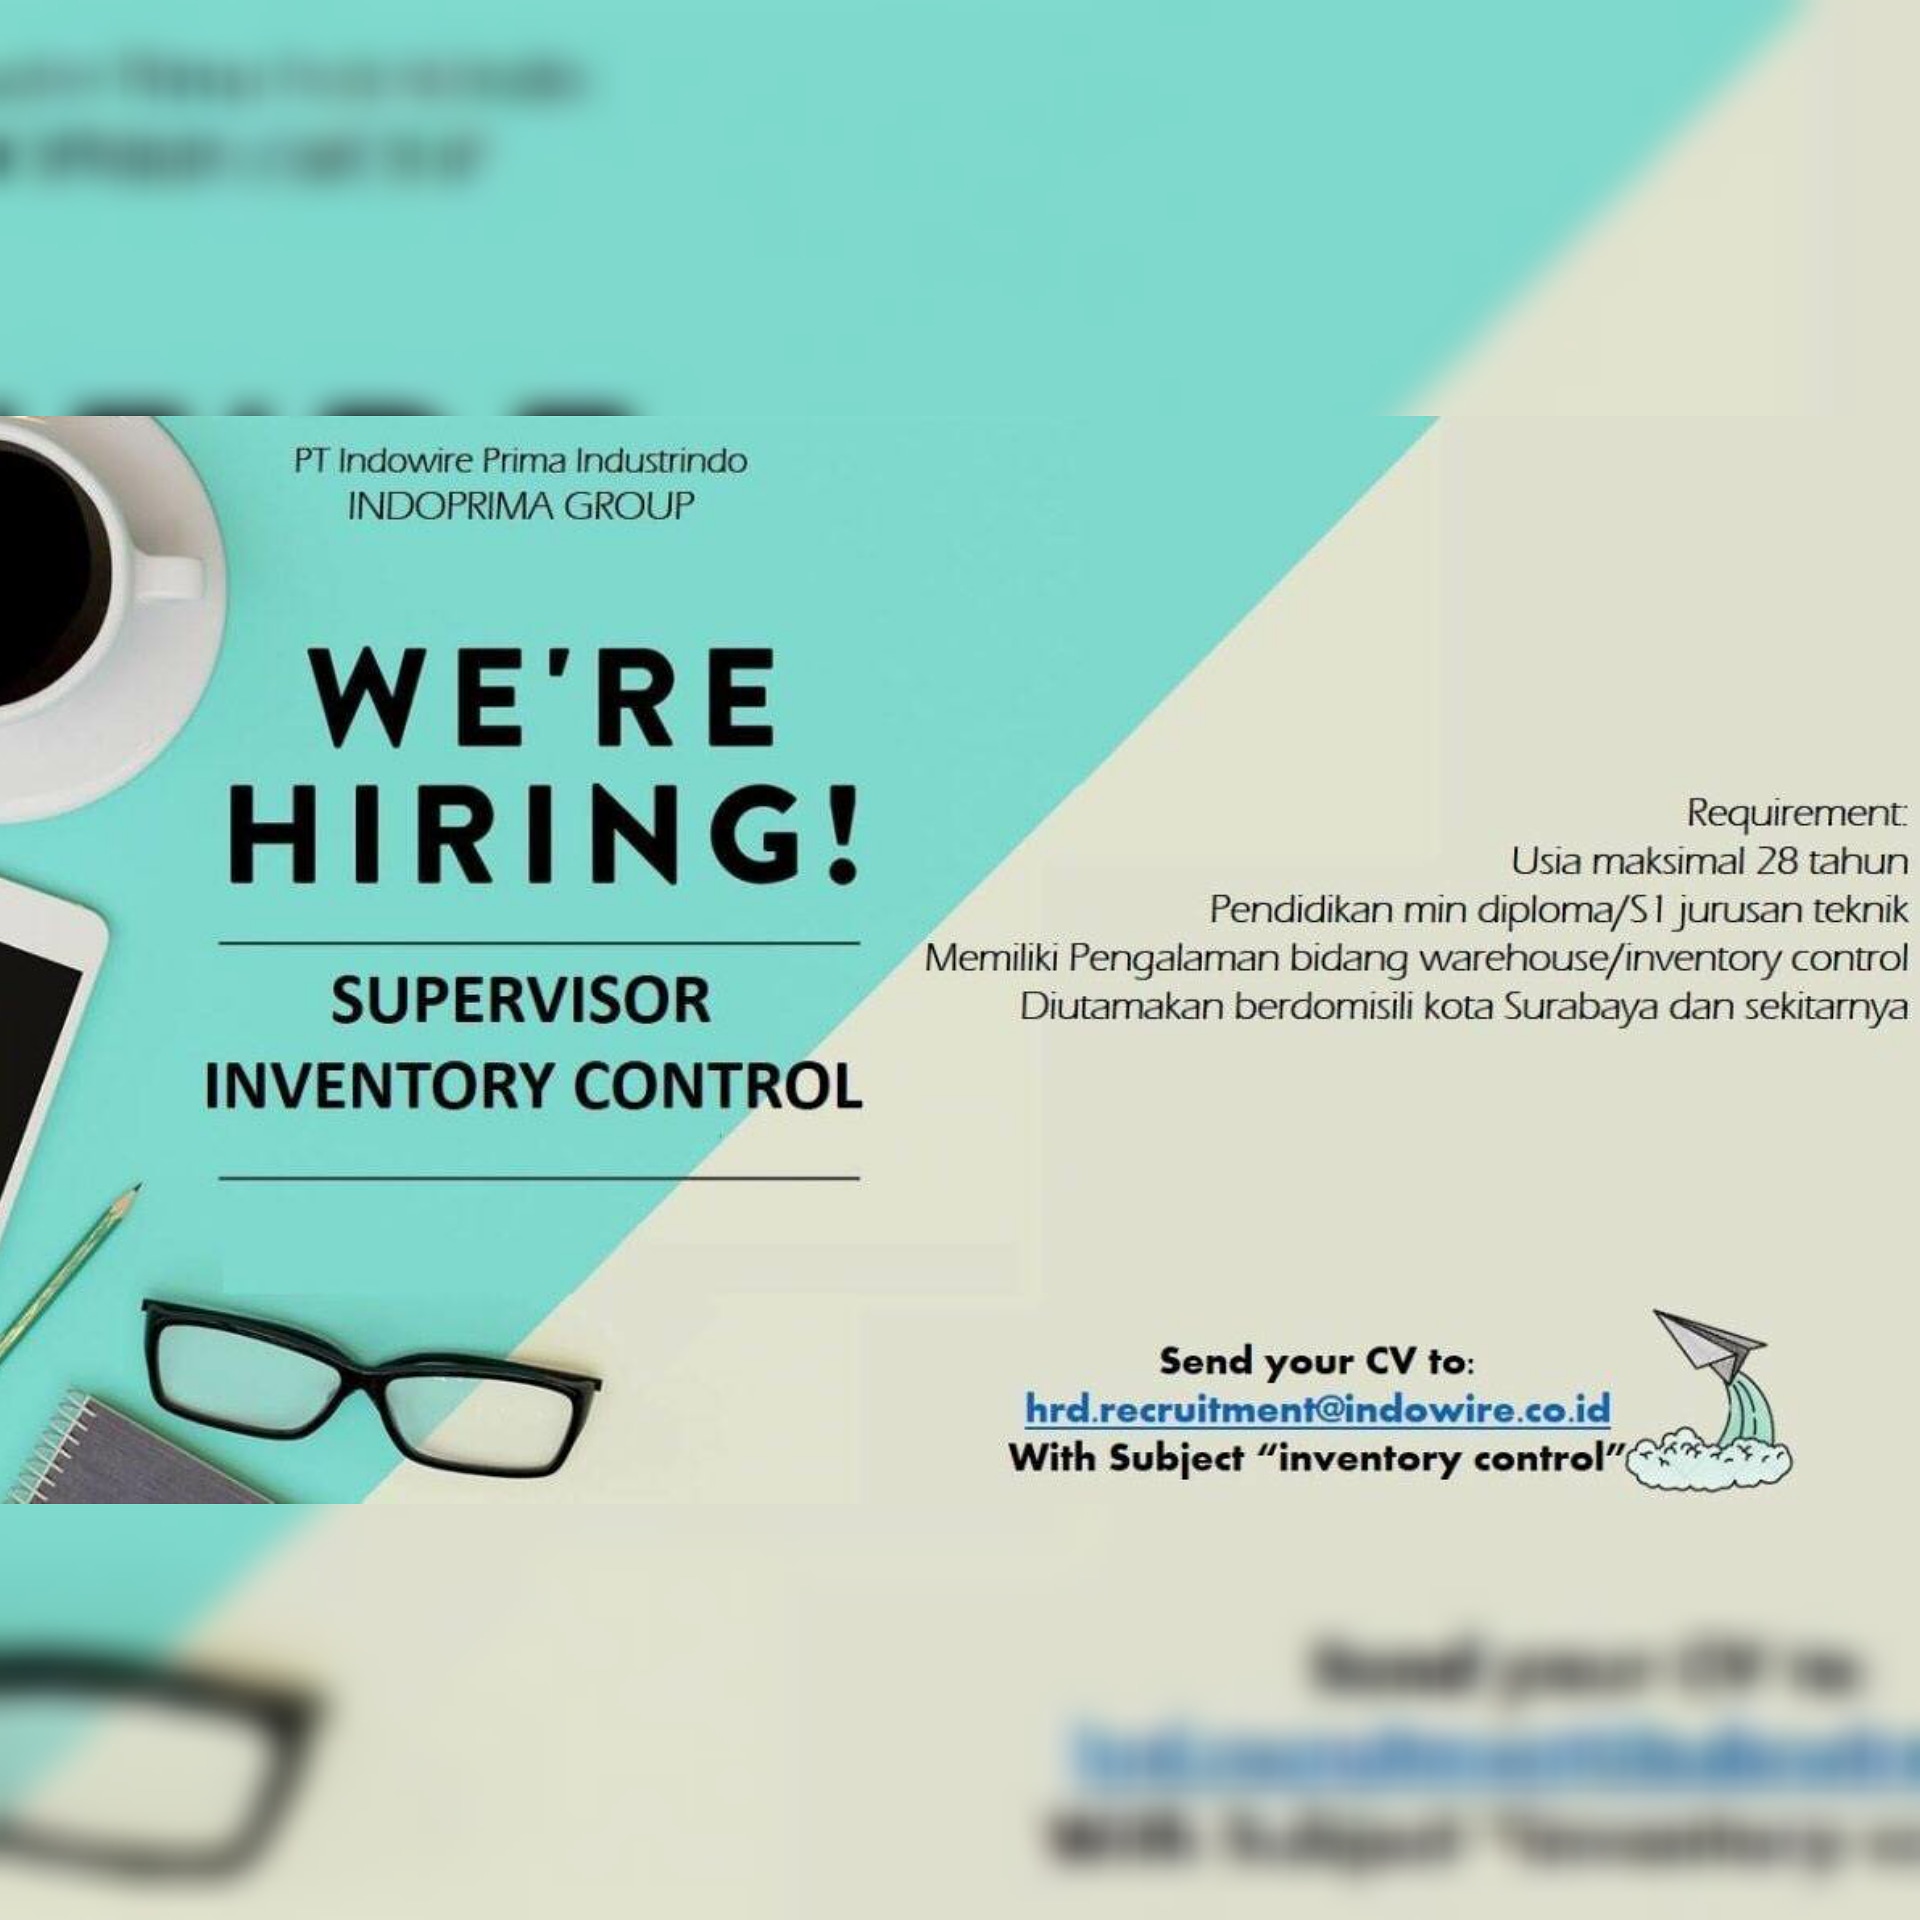 PT Indowire Prima Industrindo
INDOPRIMA GROUP
WE'RE
HIRING!
SUPERVISOR
INVENTORY CONTROL
Requirement:
Usia maksimal 28 tahun
Pendidikan min diploma/S1 jurusan teknik
Memiliki Pengalaman bidang warehouse/inventory control
Diutamakan berdomisili kota Surabaya dan sekitarnya
Send your CV to:
hrd.recruitment@indowire.co.id
With Subject “inventory control”